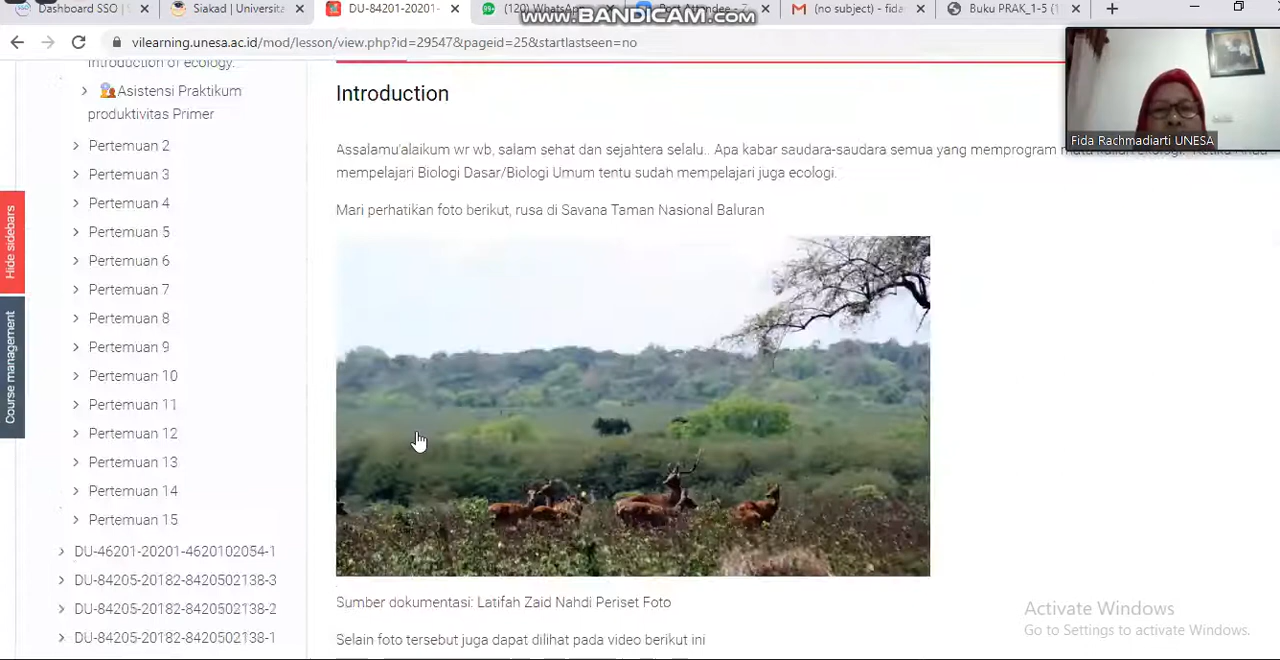 Dashboard SSO |
Siakad | Universita
DU-84201-20201-
(120) WhatsApp
Post Attendee - Z
(no subject) - fida
Buku PRAK_1-5 (1
WWW.BANDICAM.COM
vilearning.unesa.ac.id/mod/lesson/view.php?id=29547&pageid=25&startlastseen=no
Introduction of ecology.
Asistensi Praktikum
produktivitas Primer
Pertemuan 2
Pertemuan 3
Pertemuan 4
Pertemuan 5
Pertemuan 6
Pertemuan 7
Pertemuan 8
Pertemuan 9
Pertemuan 10
Pertemuan 11
Pertemuan 12
Pertemuan 13
Pertemuan 14
Pertemuan 15
DU-46201-20201-4620102054-1
DU-84205-20182-8420502138-3
DU-84205-20182-8420502138-2
DU-84205-20182-8420502138-1
Hide sidebars
Course management
Introduction
Assalamu'alaikum wr wb, salam sehat dan sejahtera selalu.. Apa kabar saudara-saudara semua yang memprogram
mempelajari Biologi Dasar/Biologi Umum tentu sudah mempelajari juga ecologi.
Mari perhatikan foto berikut, rusa di Savana Taman Nasional Baluran
Sumber dokumentasi: Latifah Zaid Nahdi Periset Foto
Selain foto tersebut juga dapat dilihat pada video berikut ini
Fida Rachmadiarti UNESA
Activate Windows
Go to Settings to activate Windows.